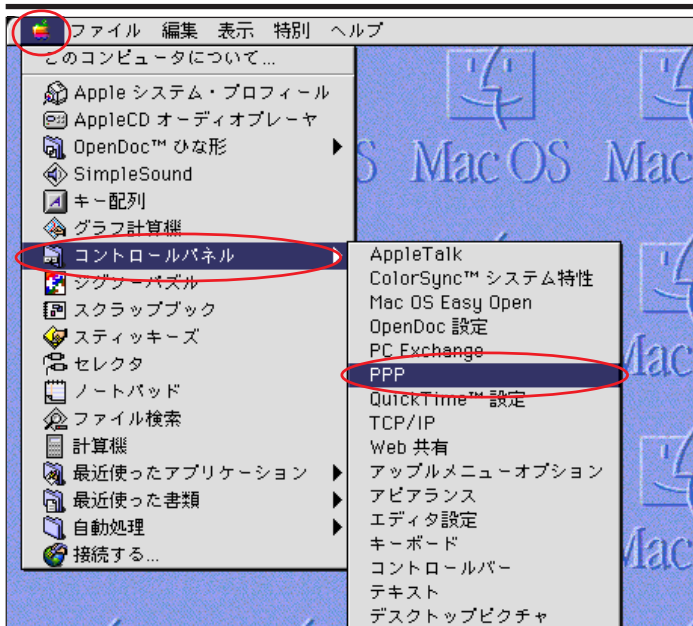 ファイル 編集 表示 特別 ヘルプ
このコンピュータについて...
Apple システム・プロフィール
AppleCD オーディオプレーヤ
OpenDoc™ ひな形
SimpleSound
キー配列
グラフ計算機
コントロールパネル
ジグソーパズル
スクラップブック
スティッキーズ
セレクタ
ノートパッド
ファイル検索
計算機
最近使ったアプリケーション
最近使った書類
自動処理
接続する...
AppleTalk
ColorSync™ システム特性
Mac OS Easy Open
OpenDoc 設定
PC Exchange
PPP
QuickTime™ 設定
TCP/IP
Web 共有
アップルメニューオプション
アピアランス
エディタ設定
キーボード
コントロールバー
テキスト
デスクトップピクチャ
S Mac OS Mac
Mac
Mac